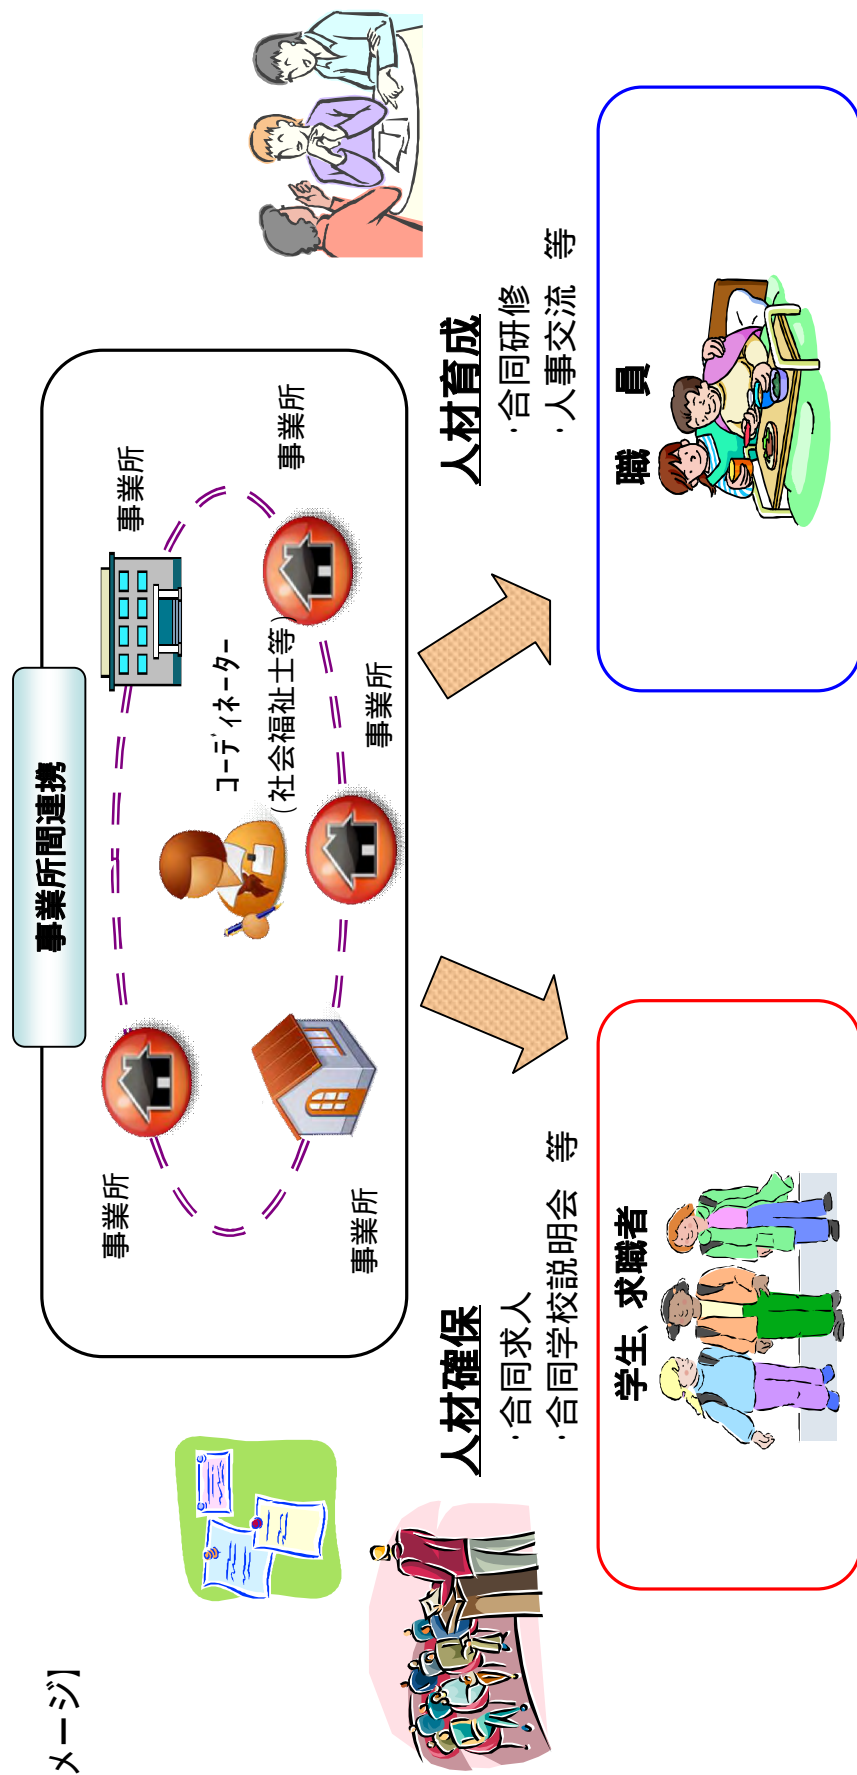 メージ】
事業所間連携
事業所
事業所
コーディネーター
(社会福祉士等)
事業所
事業所
事業所
人材確保
・合同求人
・合同学校説明会 等
人材育成
・合同研修
・人事交流 等
学生、求職者
職 員